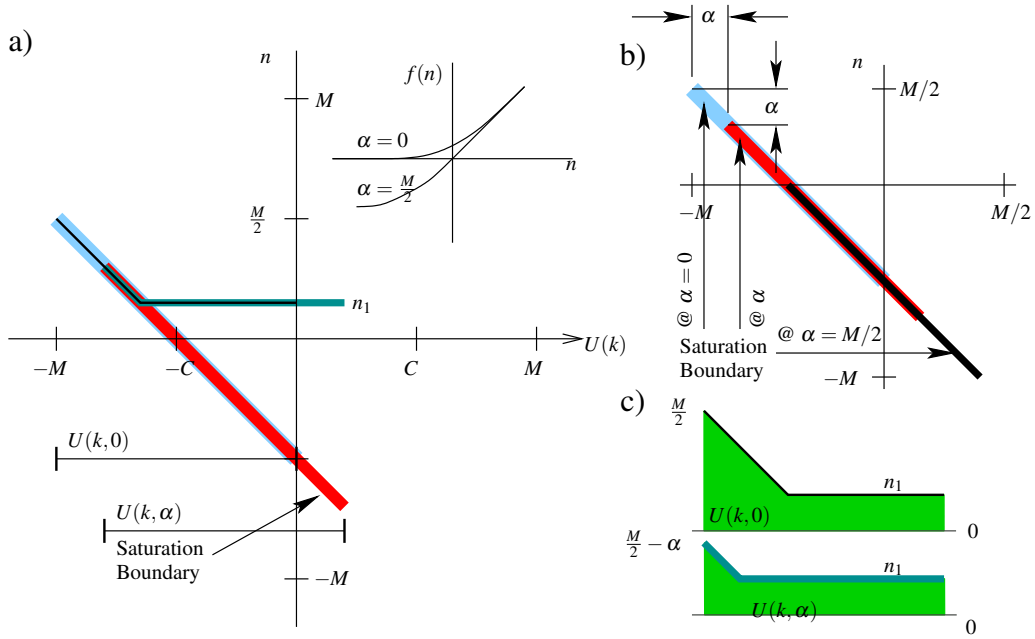 a)
n
M
f(n)
α = 0
n
α = M/2
M/2
n₁
−M
−C
C
M
U(k)
U(k,0)
U(k,α)
Saturation
Boundary
−M
α
b)
n
M/2
α
−M
M/2
@ α = 0
@ α
@ α = M/2
Saturation
Boundary
−M
c)
M/2
n₁
U(k,0)
0
M/2 − α
n₁
U(k,α)
0